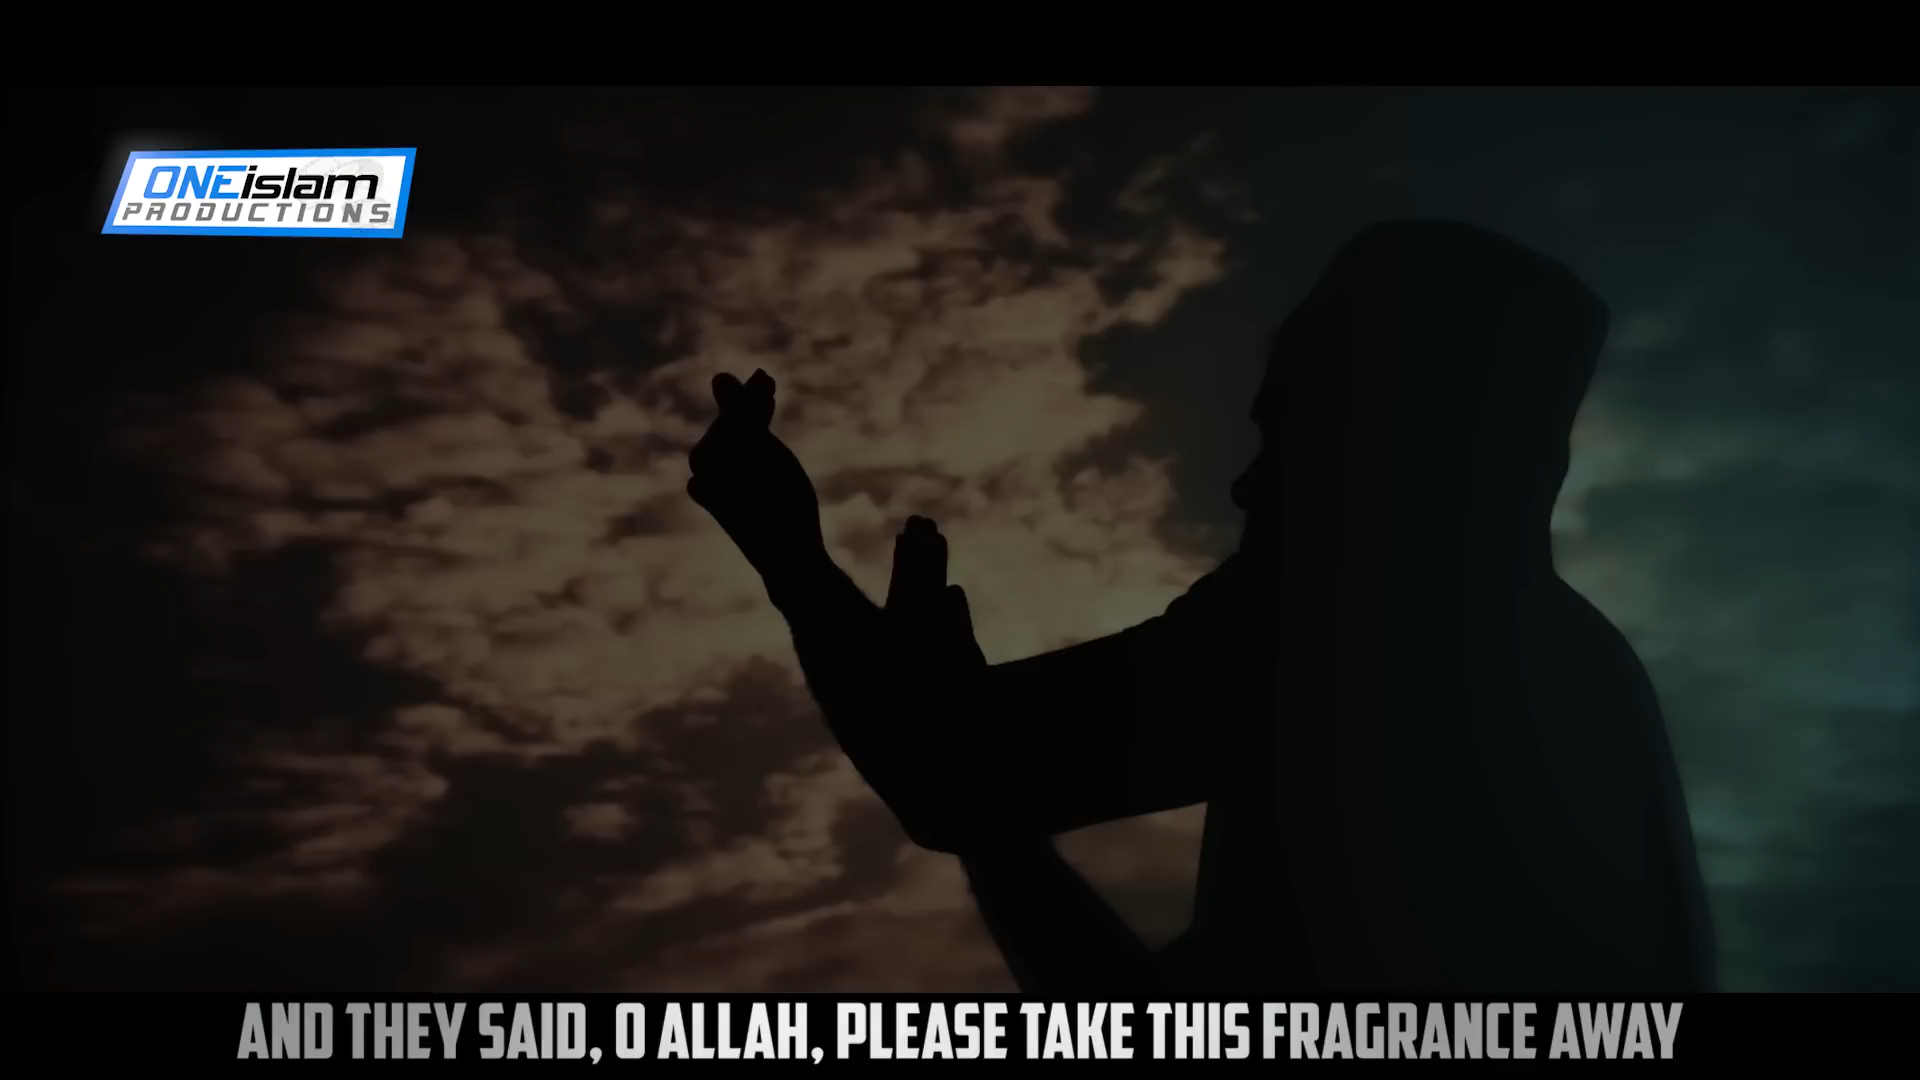 ONEislam
PRODUCTIONS
AND THEY SAID, O ALLAH, PLEASE TAKE THIS FRAGRANCE AWAY